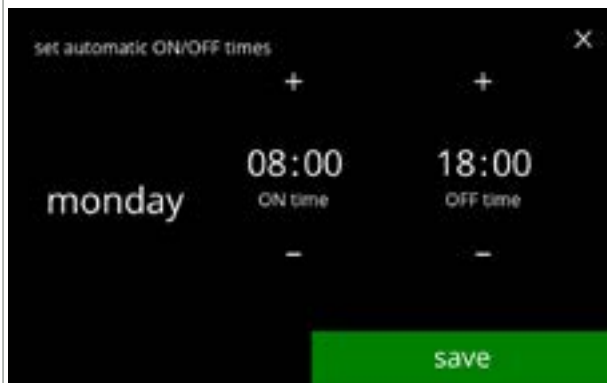 set automatic ON/OFF times
X
+ +
08:00 18:00
monday ON time OFF time
- -
save